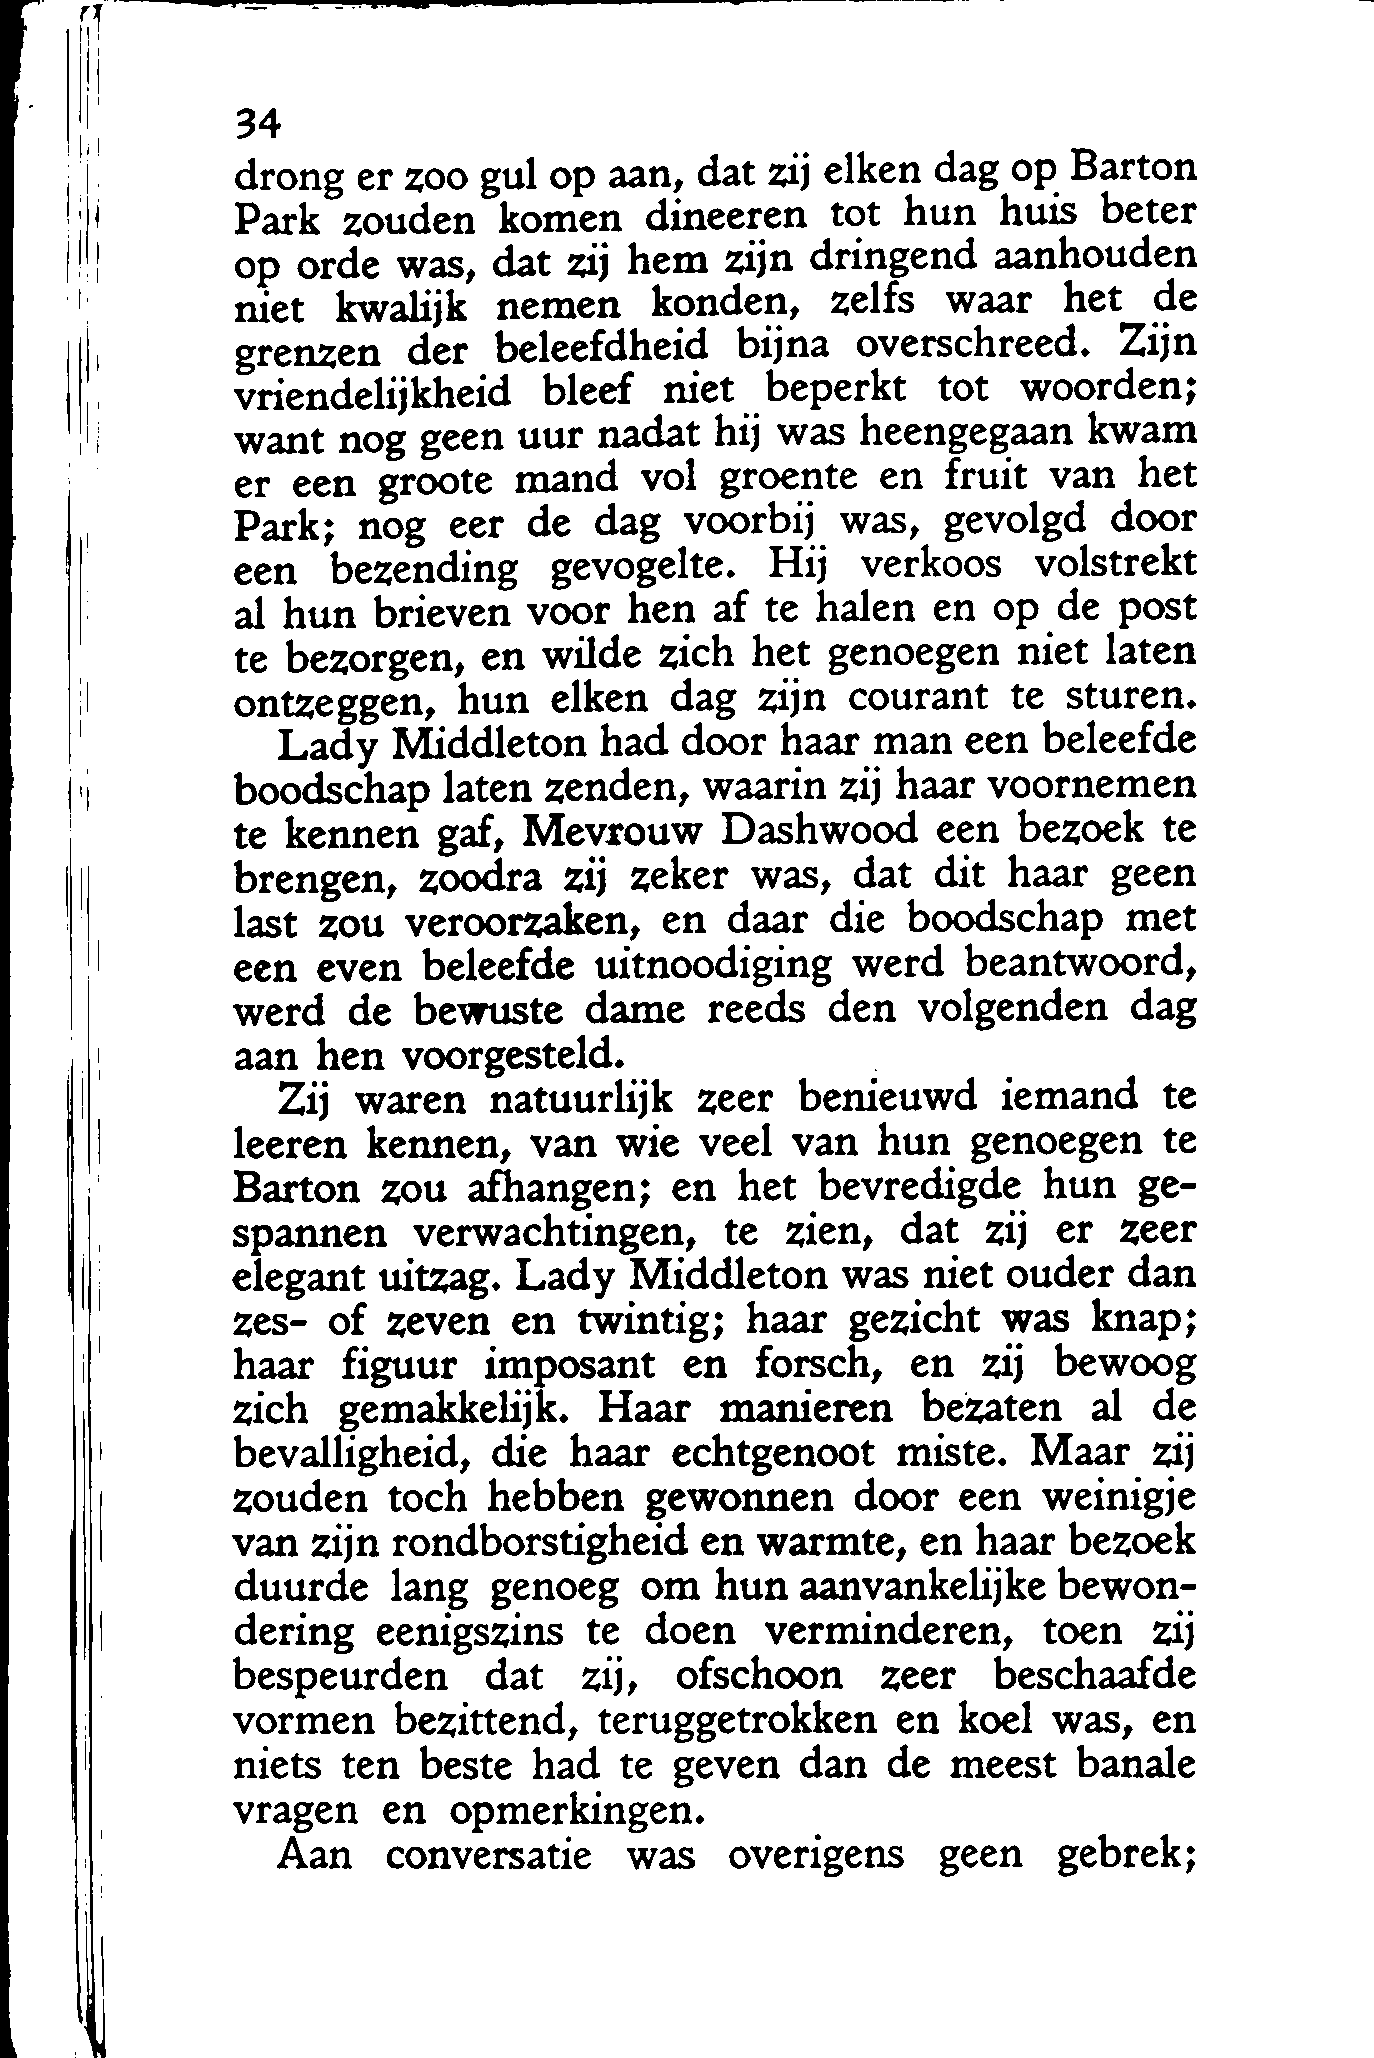 34
drong er zoo gul op aan, dat zij elken dag op Barton
Park zouden komen dineeren tot hun huis beter
op orde was, dat zij hem zijn dringend aanhouden
niet kwalijk nemen konden, zelfs waar het de
grenzen der beleefdheid bijna overschreed. Zijn
vriendelijkheid bleef niet beperkt tot woorden;
want nog geen uur nadat hij was heengegaan kwam
er een groote mand vol groente en fruit van het
Park; nog eer de dag voorbij was, gevolgd door
een bezending gevogelte. Hij verkoos volstrekt
al hun brieven voor hen af te halen en op de post
te bezorgen, en wilde zich het genoegen niet laten
ontzeggen, hun elken dag zijn courant te sturen.
Lady Middleton had door haar man een beleefde
boodschap laten zenden, waarin zij haar voornemen
te kennen gaf, Mevrouw Dashwood een bezoek te
brengen, zoodra zij zeker was, dat dit haar geen
last zou veroorzaken, en daar die boodschap met
een even beleefde uitnoodiging werd beantwoord,
werd de bewuste dame reeds den volgenden dag
aan hen voorgesteld.
Zij waren natuurlijk zeer benieuwd iemand te
leeren kennen, van wie veel van hun genoegen te
Barton zou afhangen; en het bevredigde hun ge-
spannen verwachtingen, te zien, dat zij er zeer
elegant uitzag. Lady Middleton was niet ouder dan
zes- of zeven en twintig; haar gezicht was knap;
haar figuur imposant en forsch, en zij bewoog
zich gemakkelijk. Haar manieren bezaten al de
bevalligheid, die haar echtgenoot miste. Maar zij
zouden toch hebben gewonnen door een weinigje
van zijn rondborstigheid en warmte, en haar bezoek
duurde lang genoeg om hun aanvankelijke bewon-
dering eenigszins te doen verminderen, toen zij
bespeurden dat zij, ofschoon zeer beschaafde
vormen bezittend, teruggetrokken en koel was, en
niets ten beste had te geven dan de meest banale
vragen en opmerkingen.
Aan conversatie was overigens geen gebrek;